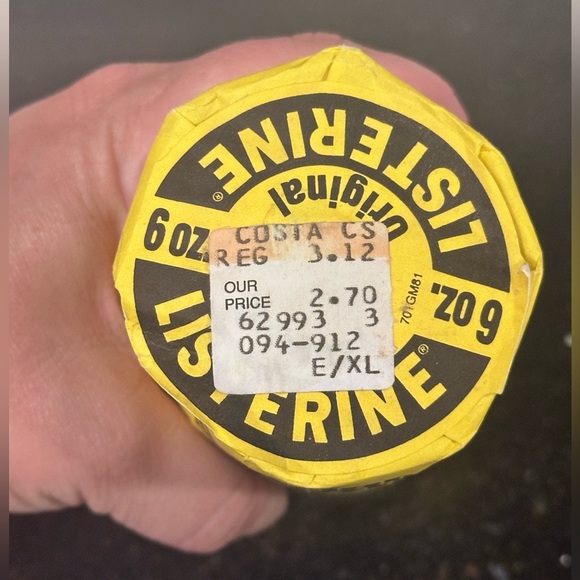 LISTERINE®
Original
6 OZ.
COSTA CS
REG 3.12
OUR
PRICE 2.70
62993 3
094-912
E/XL
701GM81
6 OZ.
LISTERINE®